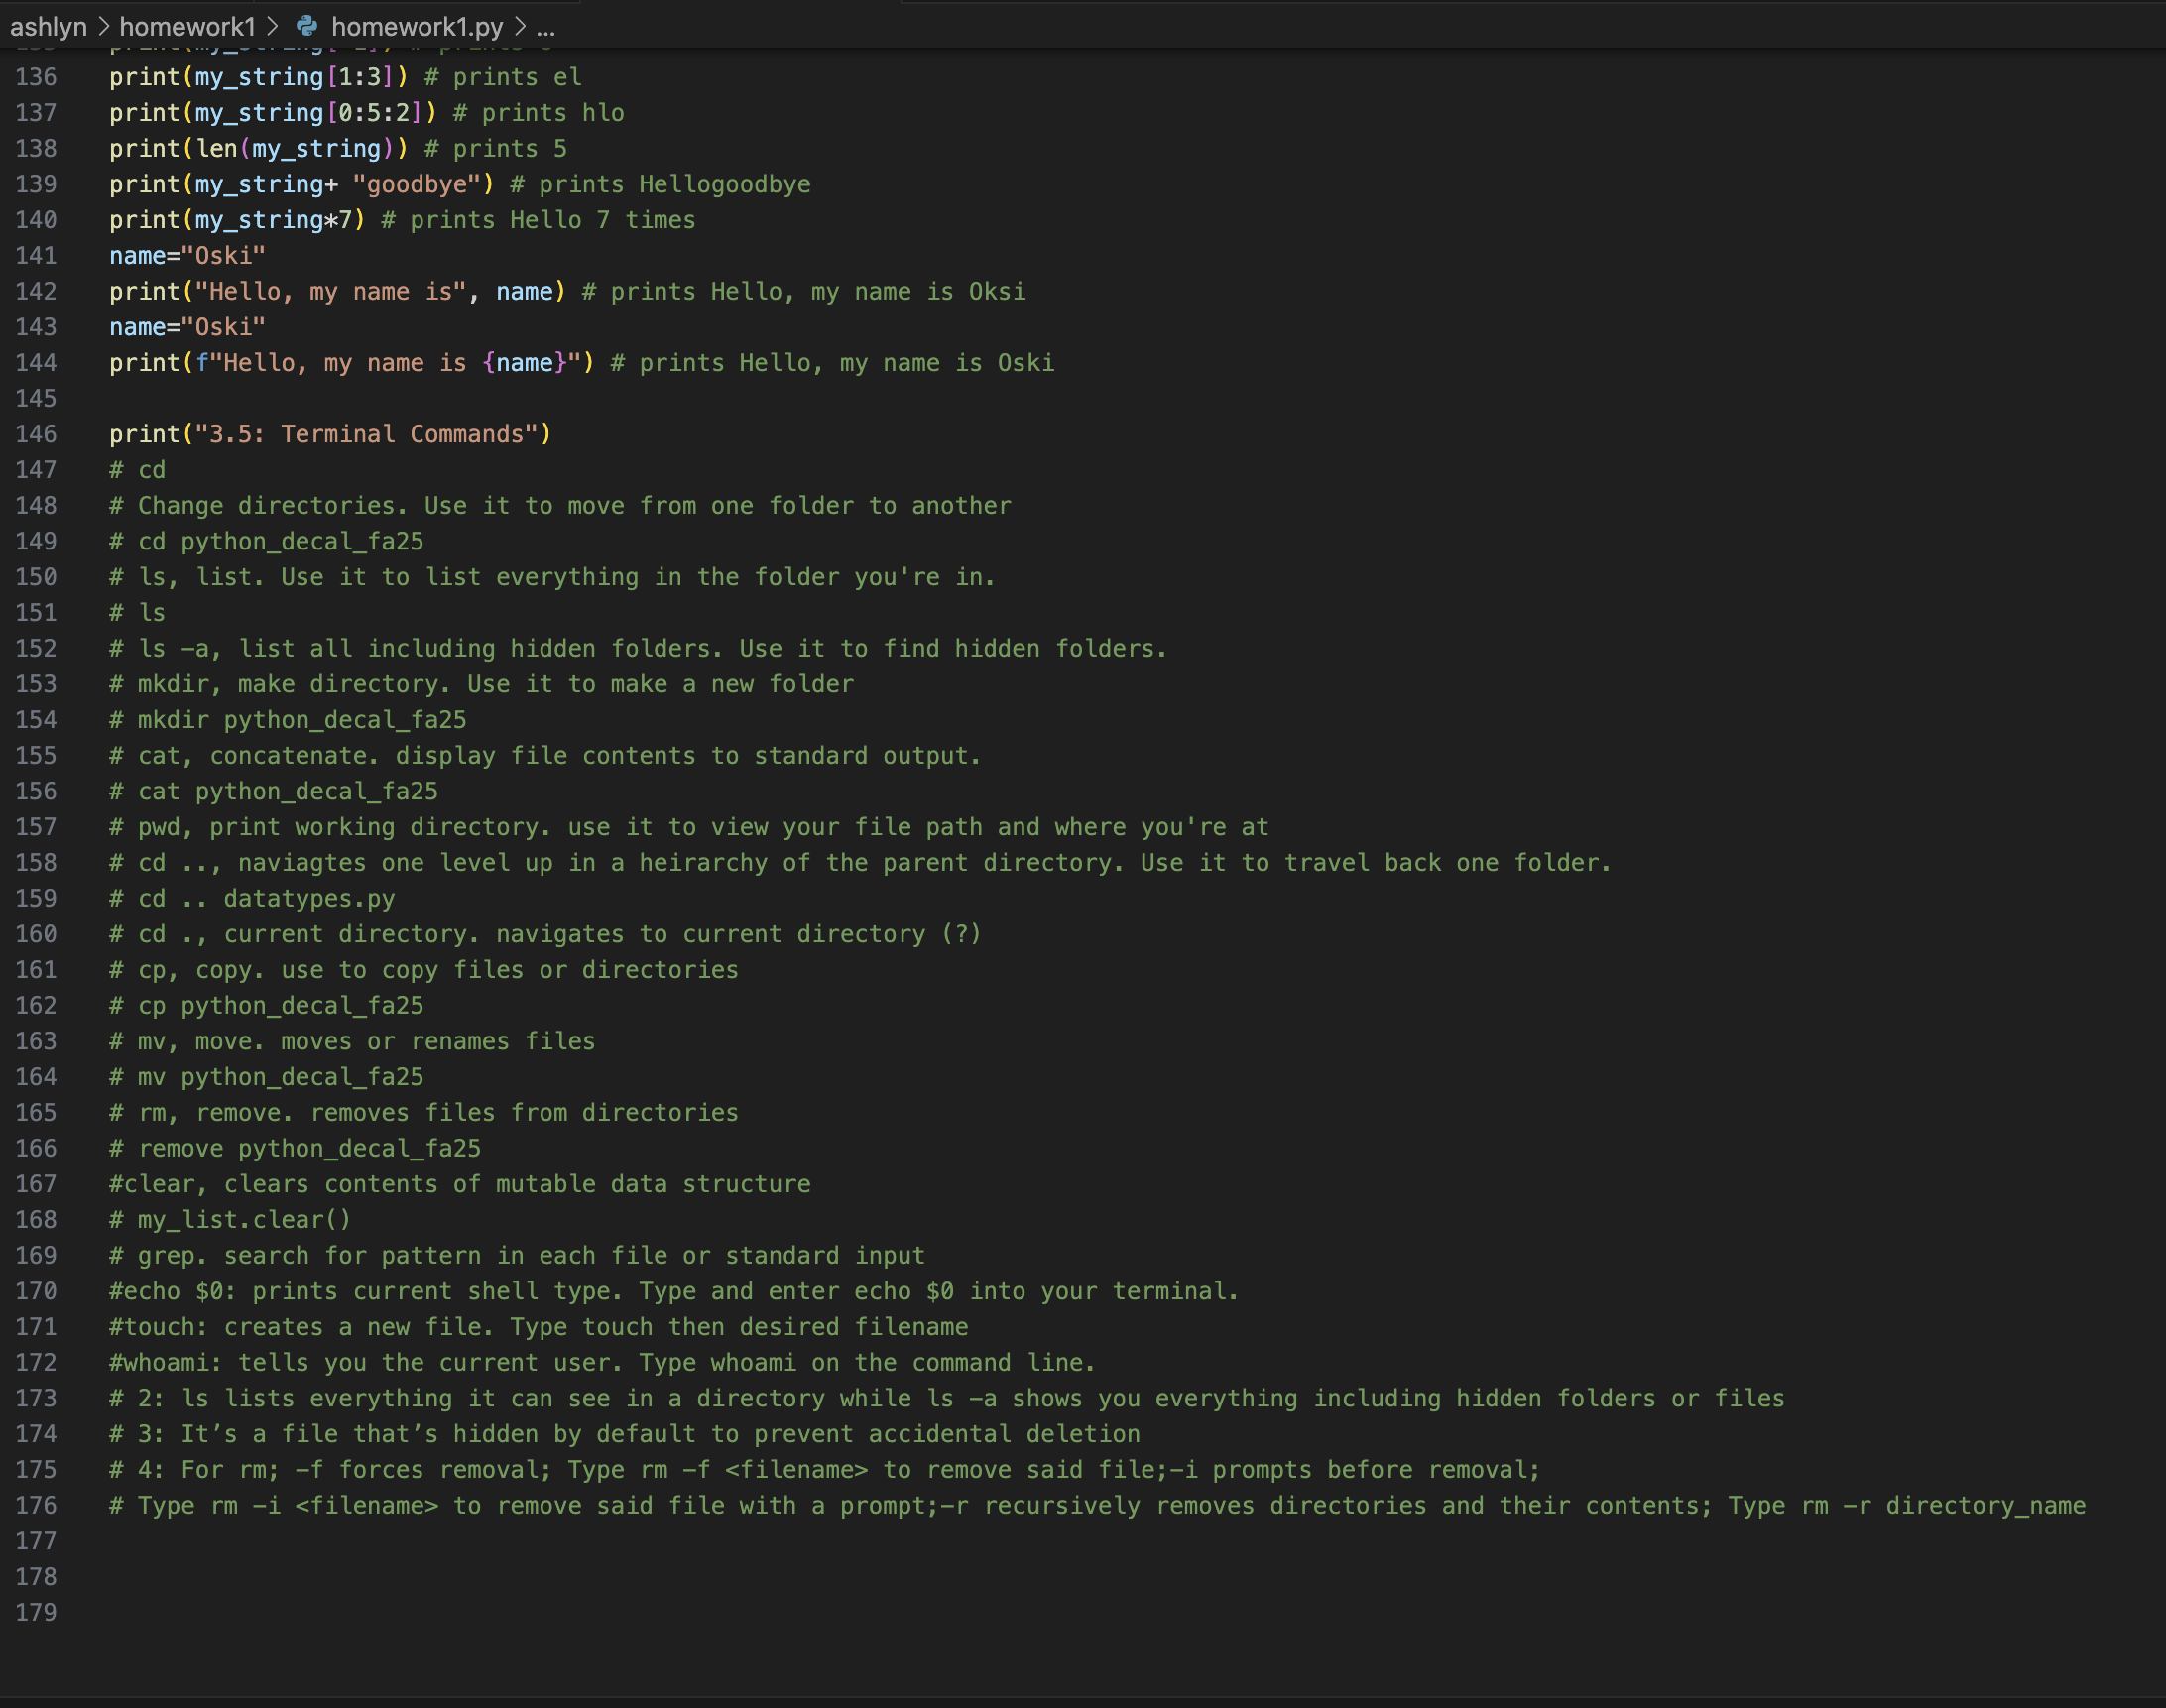 ashlyn > homework1 > homework1.py > ...
136 print(my_string[1:3]) # prints el
137 print(my_string[0:5:2]) # prints hlo
138 print(len(my_string)) # prints 5
139 print(my_string+ "goodbye") # prints Hellogoodbye
140 print(my_string*7) # prints Hello 7 times
141 name="Oski"
142 print("Hello, my name is", name) # prints Hello, my name is Oksi
143 name="Oski"
144 print(f"Hello, my name is {name}") # prints Hello, my name is Oski
145
146 print("3.5: Terminal Commands")
147 # cd
148 # Change directories. Use it to move from one folder to another
149 # cd python_decal_fa25
150 # ls, list. Use it to list everything in the folder you're in.
151 # ls
152 # ls -a, list all including hidden folders. Use it to find hidden folders.
153 # mkdir, make directory. Use it to make a new folder
154 # mkdir python_decal_fa25
155 # cat, concatenate. display file contents to standard output.
156 # cat python_decal_fa25
157 # pwd, print working directory. use it to view your file path and where you're at
158 # cd .., naviagtes one level up in a heirarchy of the parent directory. Use it to travel back one folder.
159 # cd .. datatypes.py
160 # cd ., current directory. navigates to current directory (?)
161 # cp, copy. use to copy files or directories
162 # cp python_decal_fa25
163 # mv, move. moves or renames files
164 # mv python_decal_fa25
165 # rm, remove. removes files from directories
166 # remove python_decal_fa25
167 #clear, clears contents of mutable data structure
168 # my_list.clear()
169 # grep. search for pattern in each file or standard input
170 #echo $0: prints current shell type. Type and enter echo $0 into your terminal.
171 #touch: creates a new file. Type touch then desired filename
172 #whoami: tells you the current user. Type whoami on the command line.
173 # 2: ls lists everything it can see in a directory while ls -a shows you everything including hidden folders or files
174 # 3: It’s a file that’s hidden by default to prevent accidental deletion
175 # 4: For rm; -f forces removal; Type rm -f <filename> to remove said file;-i prompts before removal;
176 # Type rm -i <filename> to remove said file with a prompt;-r recursively removes directories and their contents; Type rm -r directory_name
177
178
179